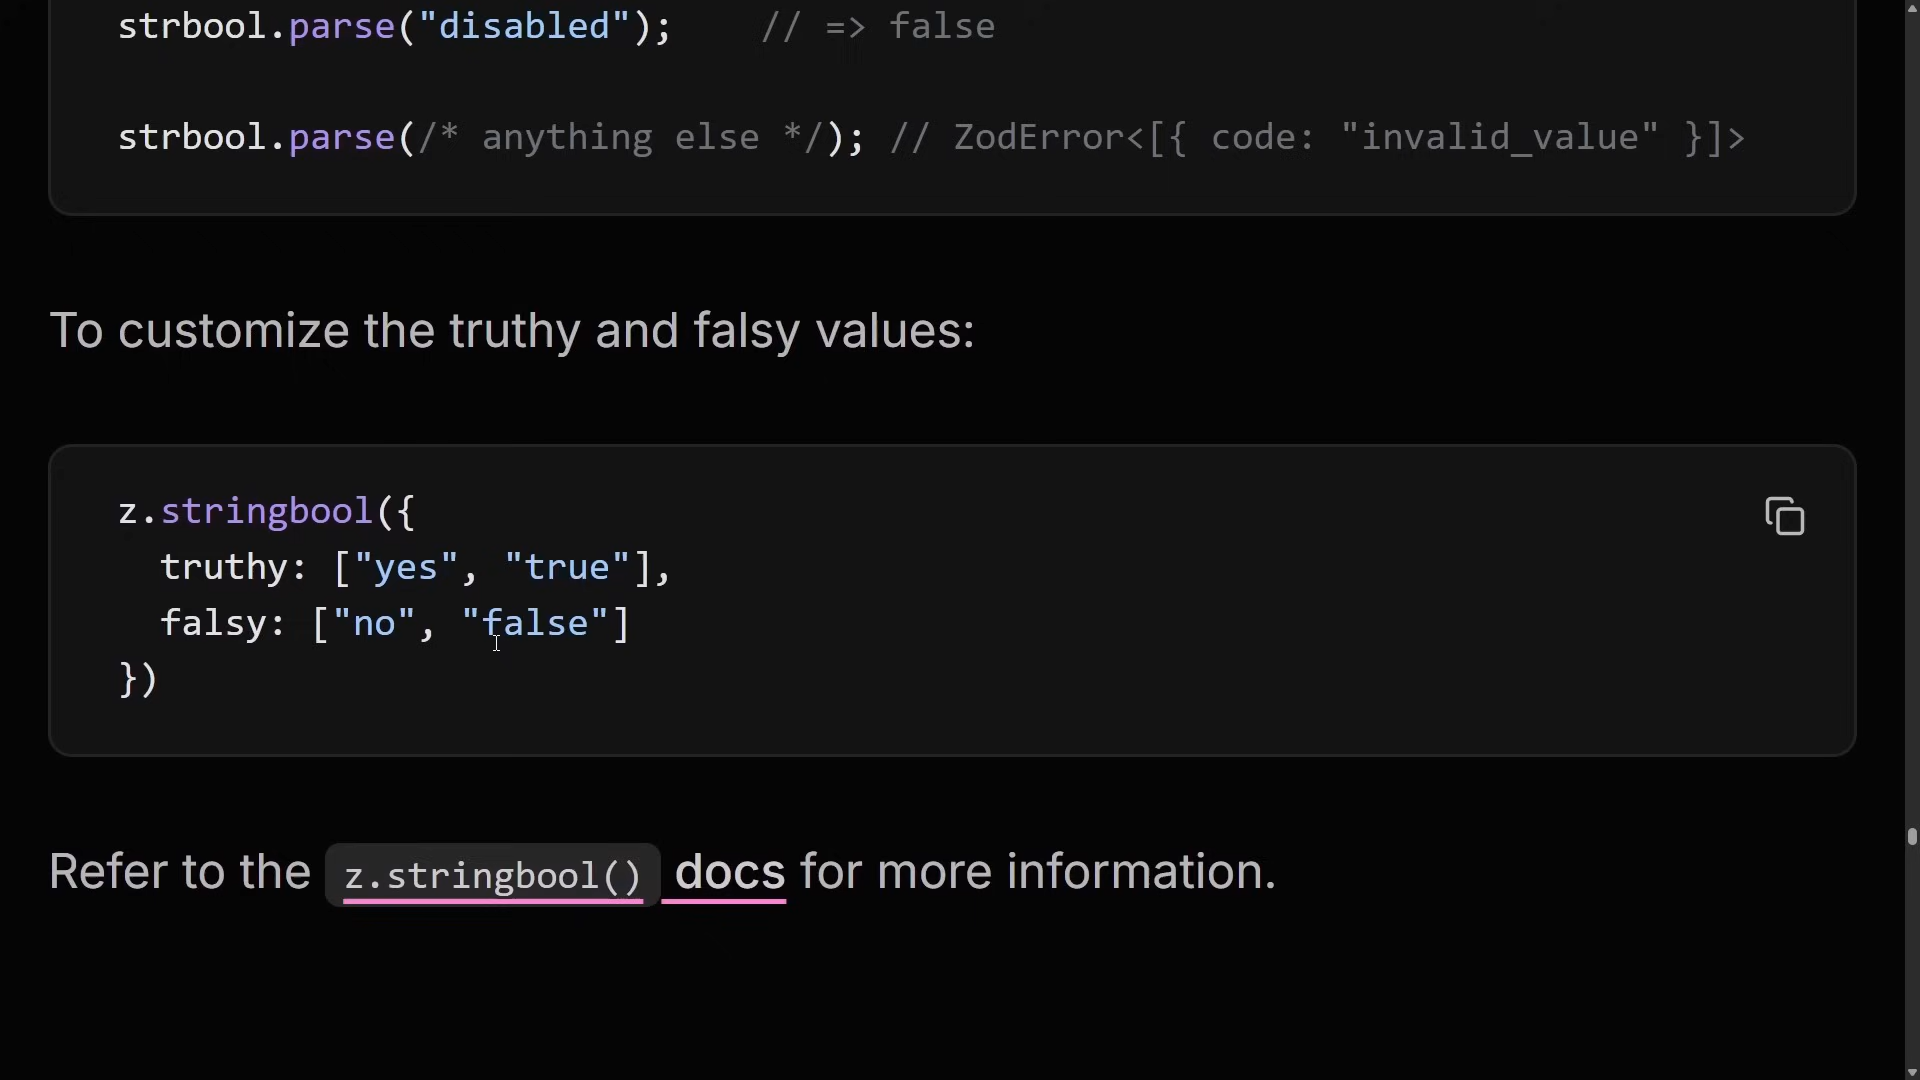 strbool.parse("disabled");    // => false
strbool.parse(/* anything else */); // ZodError<[{ code: "invalid_value" }]>
To customize the truthy and falsy values:
z.stringbool({
  truthy: ["yes", "true"],
  falsy: ["no", "false"]
})
Refer to the z.stringbool() docs for more information.